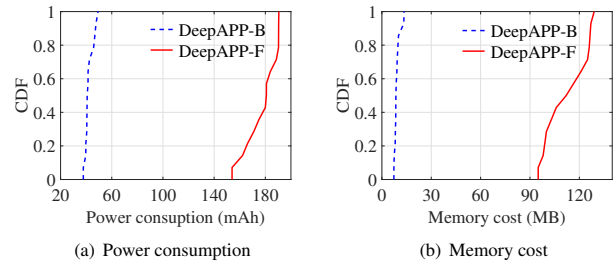 1
0.8
0.6
0.4
0.2
0
CDF
DeepAPP-B
DeepAPP-F
20 60 100 140 180
Power consuption (mAh)
(a) Power consumption
1
0.8
0.6
0.4
0.2
0
CDF
DeepAPP-B
DeepAPP-F
0 30 60 90 120
Memory cost (MB)
(b) Memory cost